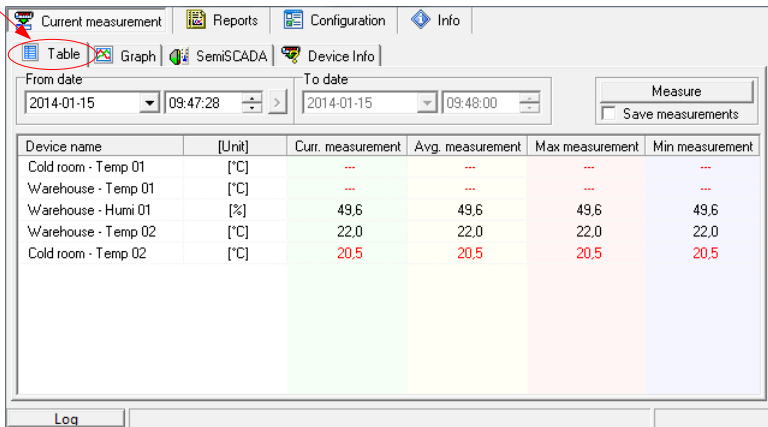 Current measurement Reports Configuration Info
Table Graph SemiSCADA Device Info
From date To date
2014-01-15 09:47:28 > 2014-01-15 09:48:00 Measure
Save measurements
Device name [Unit] Curr. measurement Avg. measurement Max measurement Min measurement
Cold room - Temp 01 [°C] --- --- --- ---
Warehouse - Temp 01 [°C] --- --- --- ---
Warehouse - Humi 01 [%] 49,6 49,6 49,6 49,6
Warehouse - Temp 02 [°C] 22,0 22,0 22,0 22,0
Cold room - Temp 02 [°C] 20,5 20,5 20,5 20,5
Log